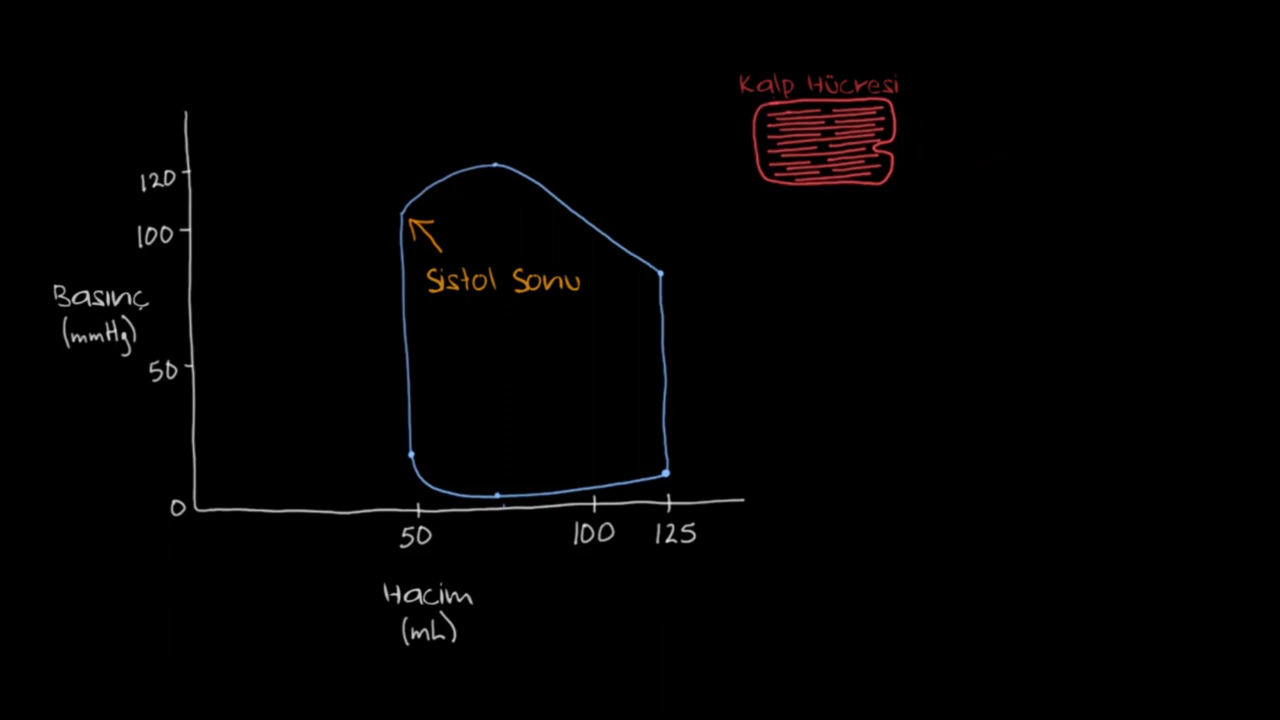 Kalp Hücresi
120
100
Basınç
(mmHg)
50
0
Sistol Sonu
50
100
125
Hacim
(mL)